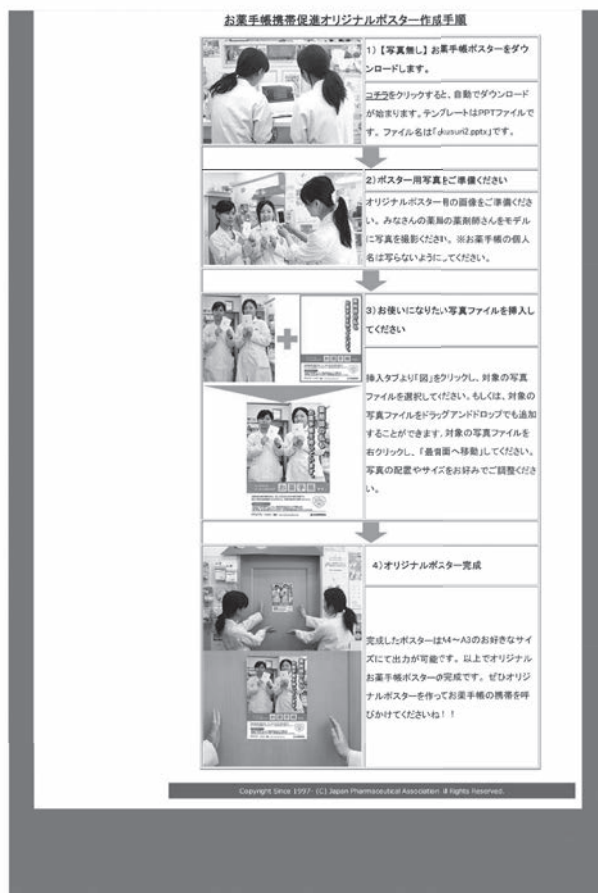 お薬手帳携帯促進オリジナルポスター作成手順
1）【写真無し】お薬手帳ポスターをダウ
ンロードします。
コチラをクリックすると、自動でダウンロード
が始まります。テンプレートはPPTファイルで
す。ファイル名は「okusuri2.pptx」です。
2）ポスター用写真をご準備ください
オリジナルポスター用の画像をご準備くださ
い。みなさんの薬局の薬剤師さんをモデル
に写真を撮影ください。※お薬手帳の個人
名は写らないようにしてください。
3）お使いになりたい写真ファイルを挿入し
てください
挿入タブより「図」をクリックし、対象の写真
ファイルを選択してください。もしくは、対象の
写真ファイルをドラッグアンドドロップでも追加
することができます。対象の写真ファイルを
右クリックし、「最背面へ移動」してください。
写真の配置やサイズをお好みでご調整くださ
い。
お薬手帳
4）オリジナルポスター完成
完成したポスターはA4～A3のお好きなサイ
ズにて出力が可能です。以上でオリジナル
お薬手帳ポスターの完成です。ぜひオリジ
ナルポスターを作ってお薬手帳の携帯を呼
びかけてくださいね！！
Copyright Since 1997- (C) Japan Pharmaceutical Association All Rights Reserved.